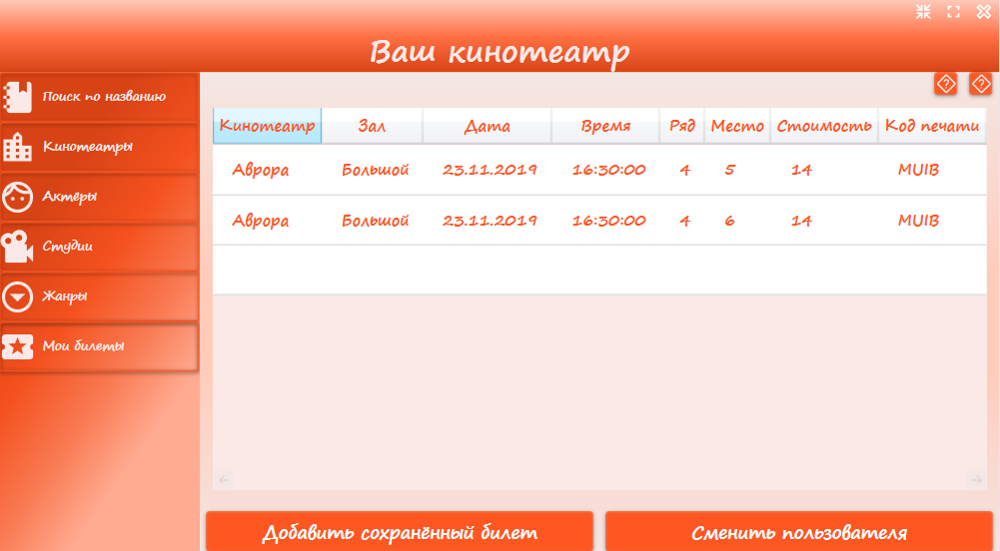 Ваш кинотеатр
Поиск по названию
Кинотеатры
Актёры
Студии
Жанры
Мои билеты
Кинотеатр Зал Дата Время Ряд Место Стоимость Код печати
Аврора Большой 23.11.2019 16:30:00 4 5 14 MUIB
Аврора Большой 23.11.2019 16:30:00 4 6 14 MUIB
Добавить сохранённый билет
Сменить пользователя